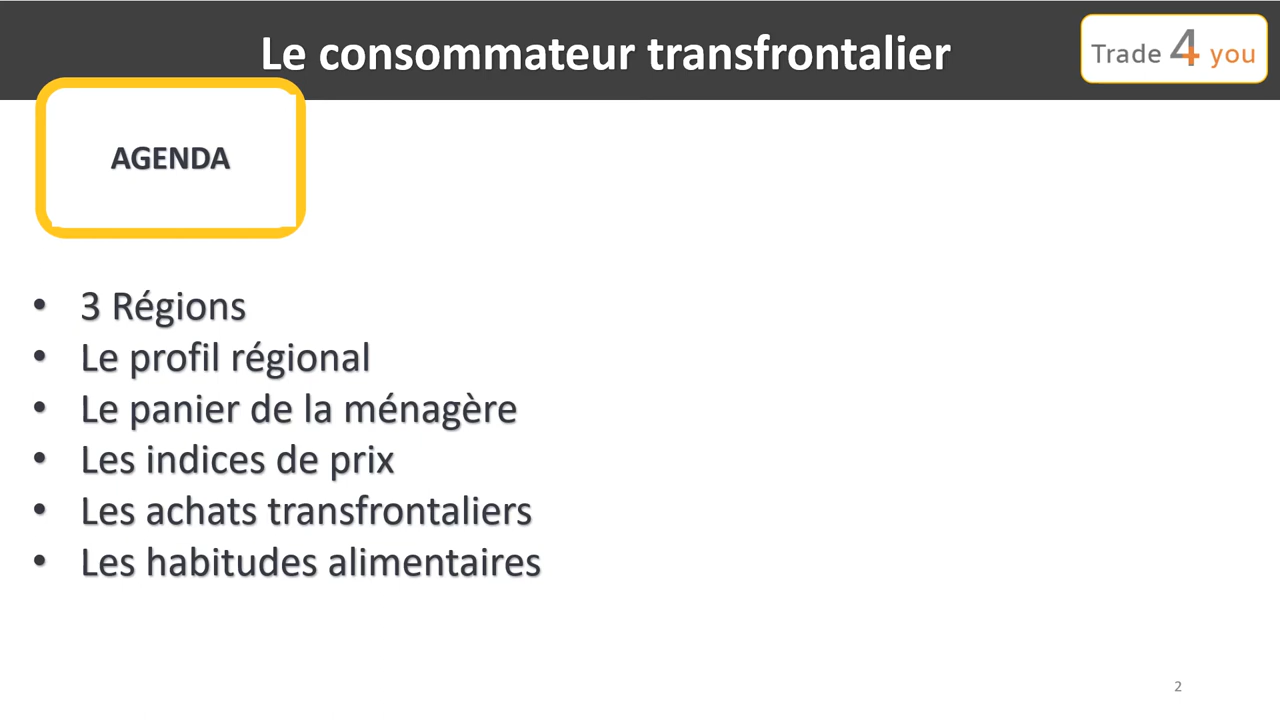 Le consommateur transfrontalier
Trade 4 you
AGENDA
• 3 Régions
• Le profil régional
• Le panier de la ménagère
• Les indices de prix
• Les achats transfrontaliers
• Les habitudes alimentaires
2